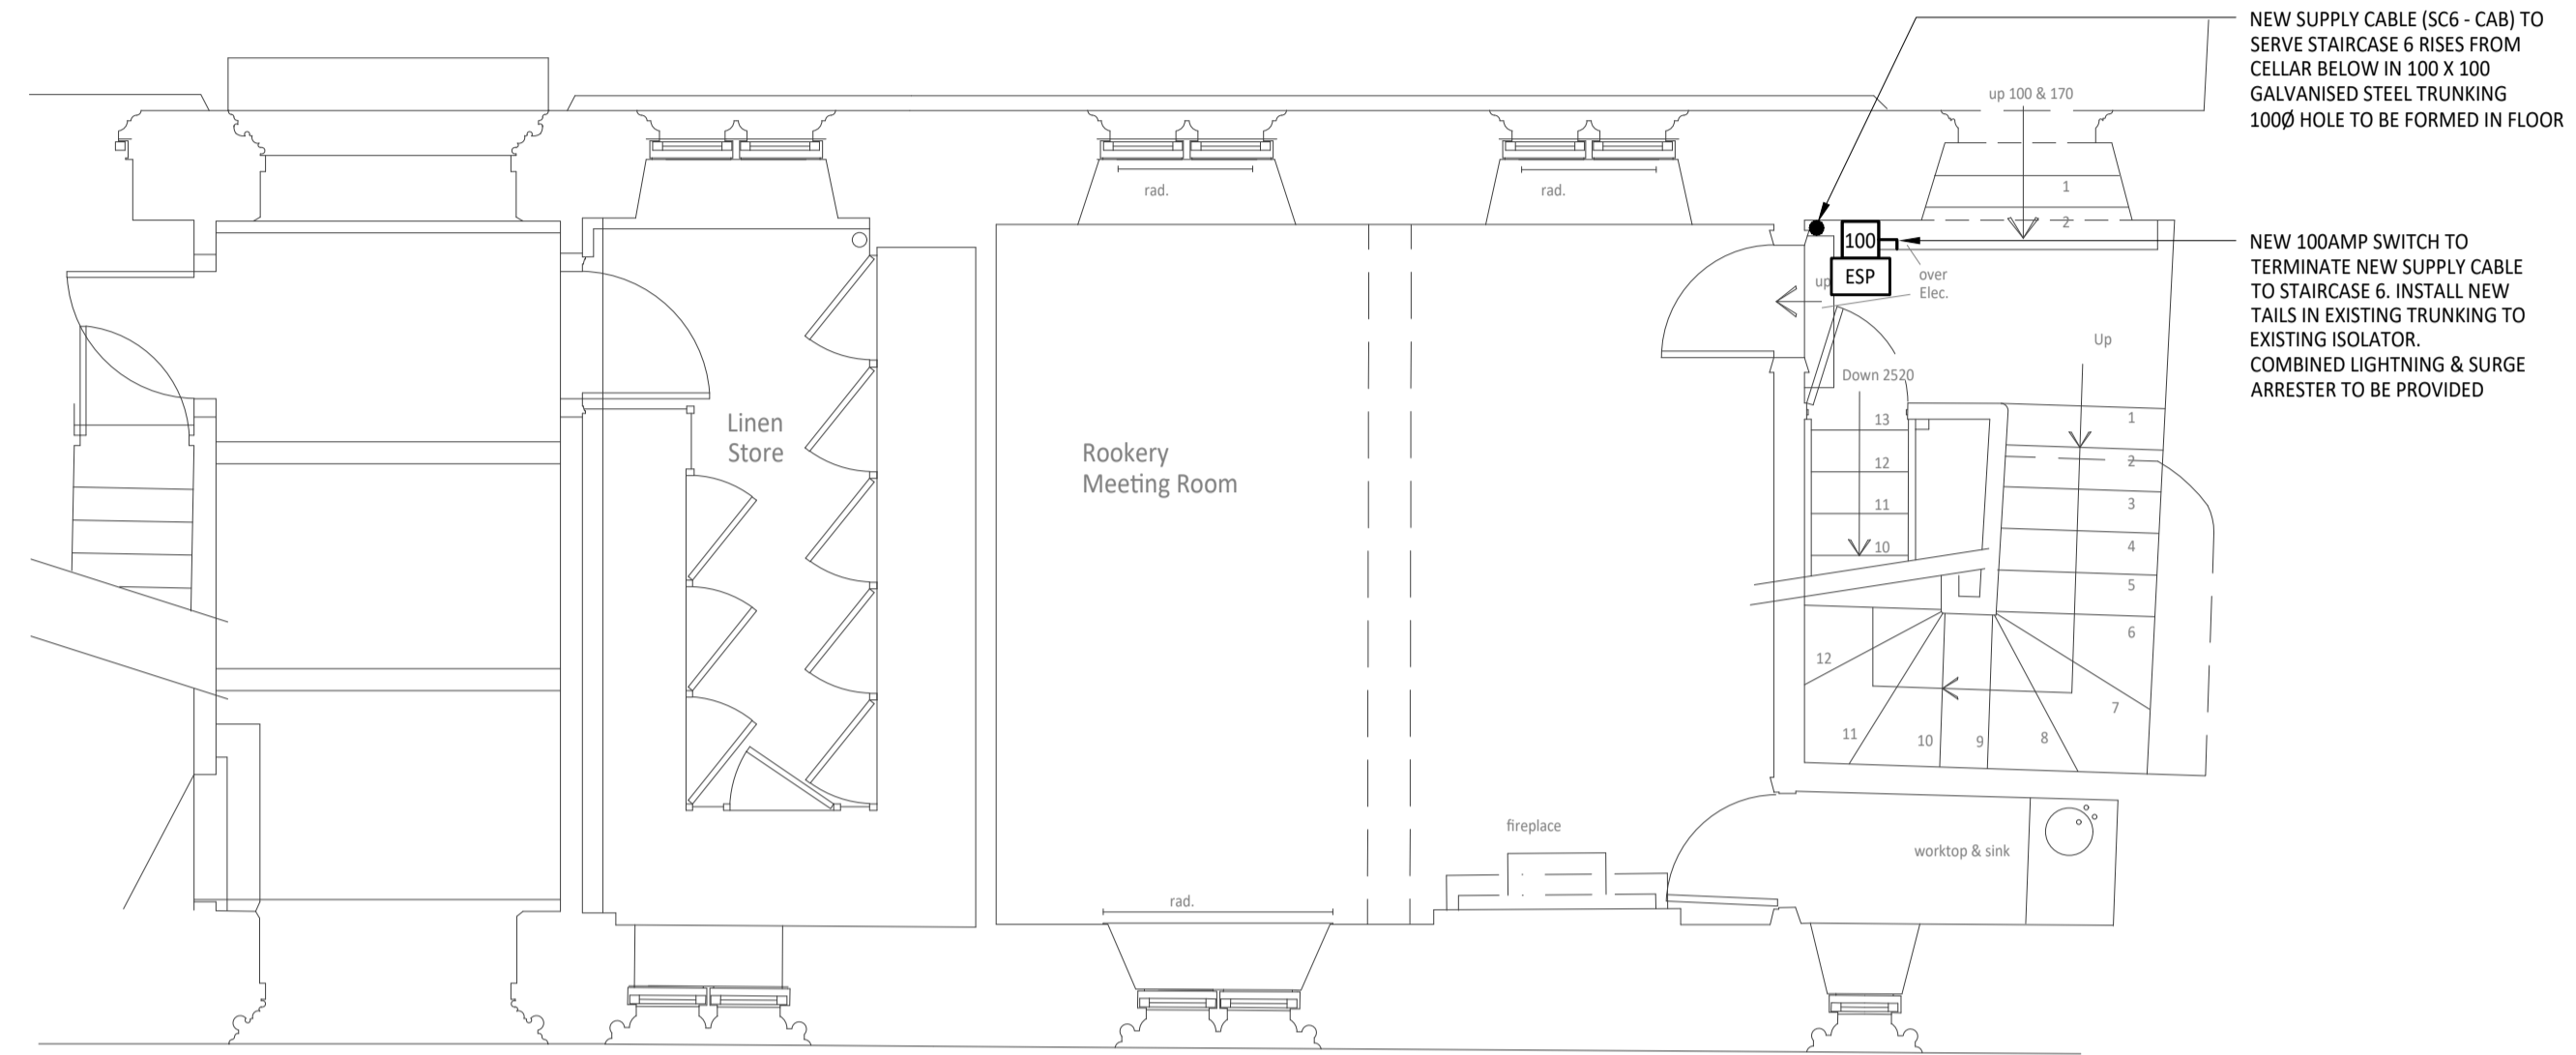 NEW SUPPLY CABLE (SC6 - CAB) TO
SERVE STAIRCASE 6 RISES FROM
CELLAR BELOW IN 100 X 100
GALVANISED STEEL TRUNKING
100Ø HOLE TO BE FORMED IN FLOOR
up 100 & 170
1
2
rad.
rad.
100
ESP
up
over
Elec.
NEW 100AMP SWITCH TO
TERMINATE NEW SUPPLY CABLE
TO STAIRCASE 6. INSTALL NEW
TAILS IN EXISTING TRUNKING TO
EXISTING ISOLATOR.
COMBINED LIGHTNING & SURGE
ARRESTER TO BE PROVIDED
Up
Down 2520
Linen
Store
Rookery
Meeting Room
13
12
11
10
1
2
3
4
5
6
7
8
9
10
11
12
fireplace
worktop & sink
rad.